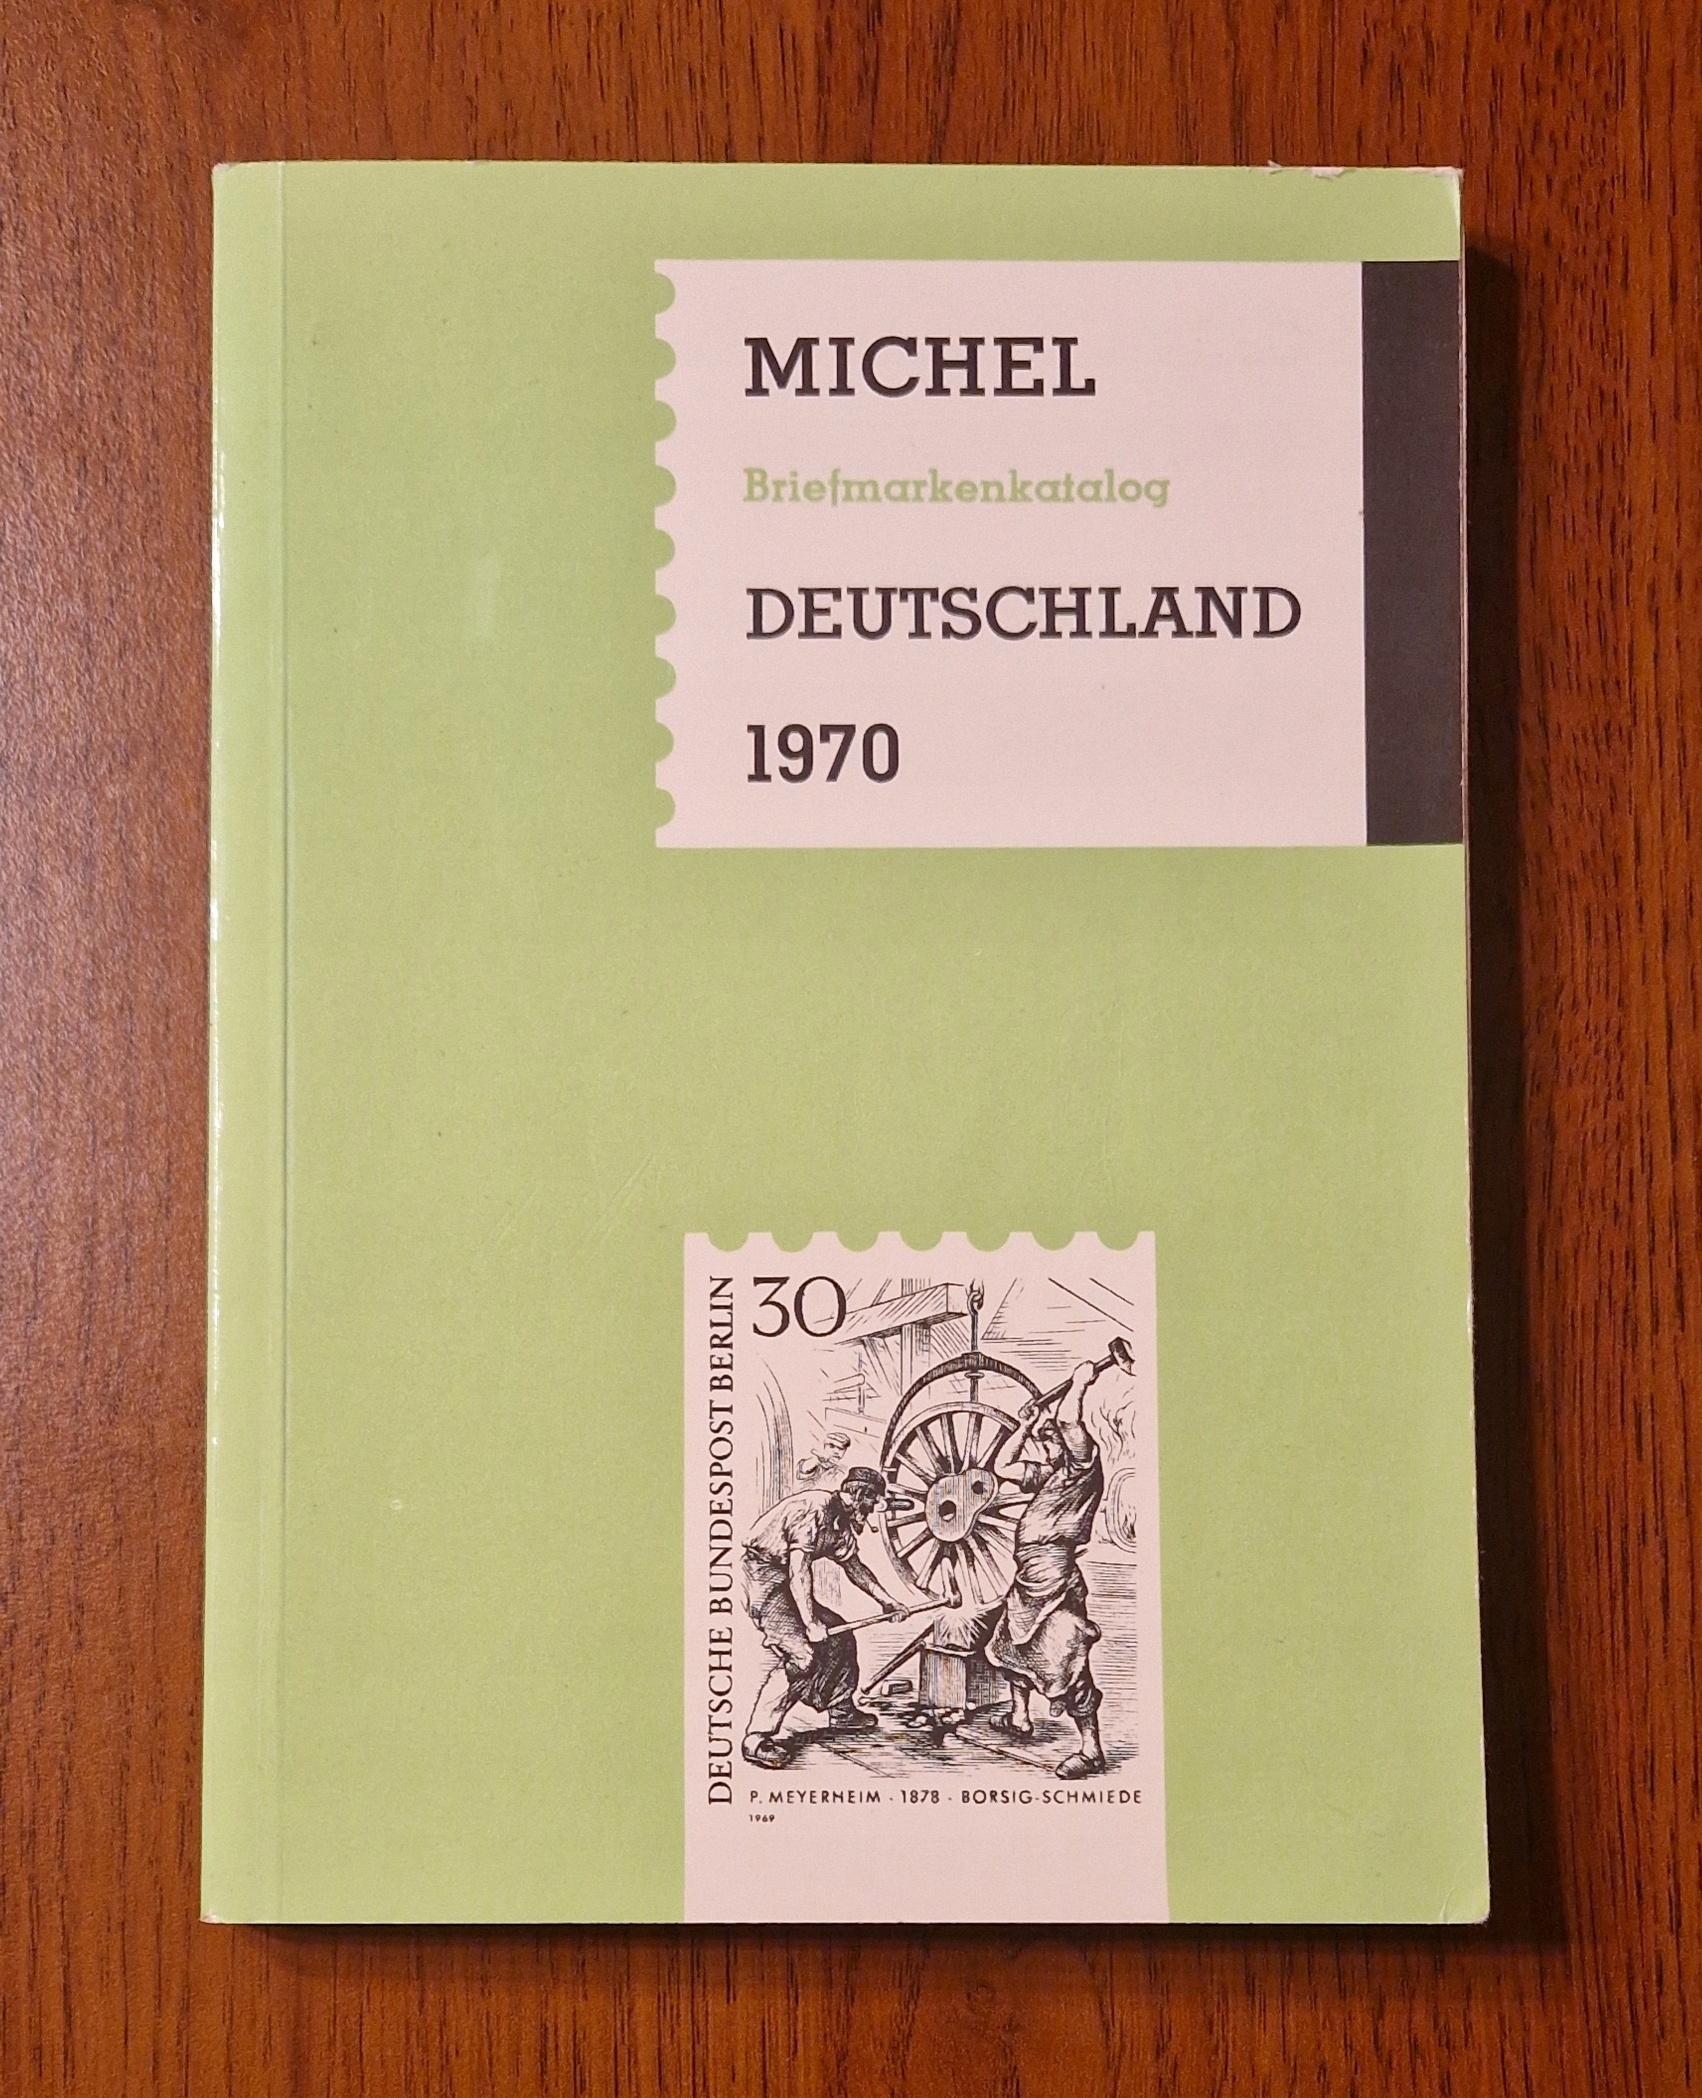 MICHEL
Briefmarkenkatalog
DEUTSCHLAND
1970
DEUTSCHE BUNDESPOST BERLIN
30
P. MEYERHEIM · 1878 · BORSIG-SCHMIEDE
1969